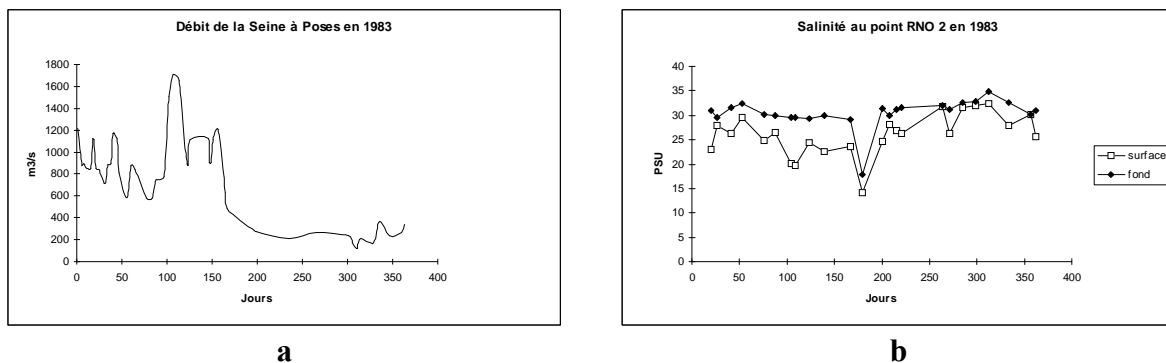 Débit de la Seine à Poses en 1983
m3/s
1800
1600
1400
1200
1000
800
600
400
200
0
0 50 100 150 200 250 300 350 400
Jours
a
Salinité au point RNO 2 en 1983
PSU
40
35
30
25
20
15
10
5
0
0 50 100 150 200 250 300 350 400
Jours
surface
fond
b